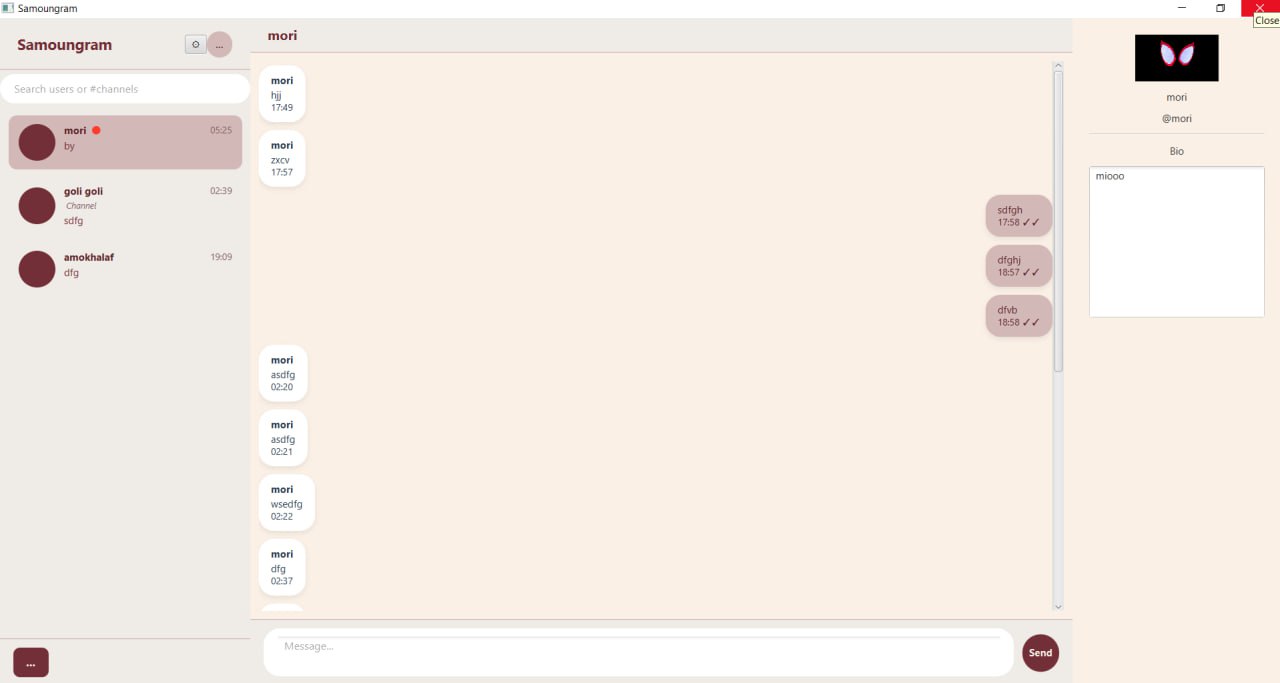 Samoungram
Close
Samoungram
...
Search users or #channels
mori 05:25
by
goli goli 02:39
Channel
sdfg
amokhalaf 19:09
dfg
...
mori
mori
hjj
17:49
mori
zxcv
17:57
sdfgh
17:58 ✓✓
dfghj
18:57 ✓✓
dfvb
18:58 ✓✓
mori
asdfg
02:20
mori
asdfg
02:21
mori
wsedfg
02:22
mori
dfg
02:37
Message...
Send
mori
@mori
Bio
miooo